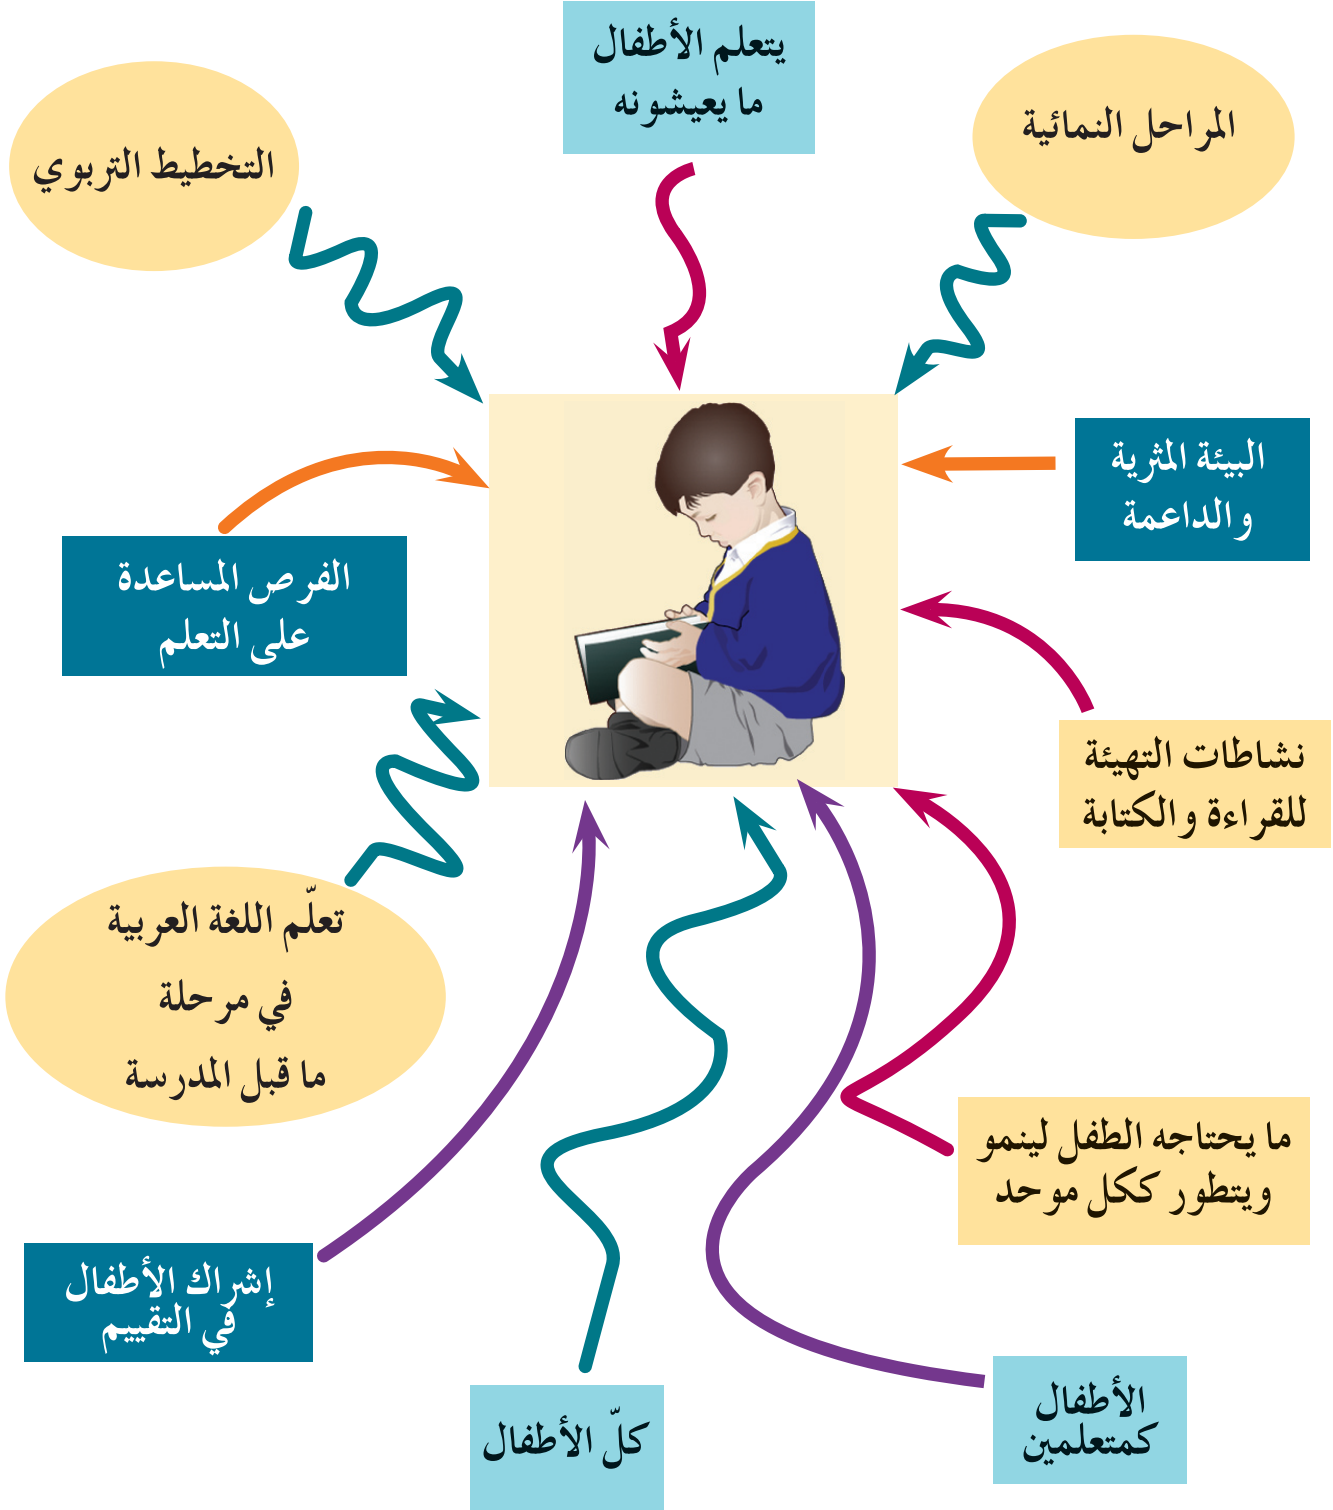 يتعلم الأطفال
ما يعيشونه
المراحل النمائية
التخطيط التربوي
البيئة المثرية
والداعمة
الفرص المساعدة
على التعلم
نشاطات التهيئة
للقراءة والكتابة
تعلّم اللغة العربية
في مرحلة
ما قبل المدرسة
ما يحتاجه الطفل لينمو
ويتطور ككل موحد
إشراك الأطفال
في التقييم
الأطفال
كمتعلمين
كلّ الأطفال